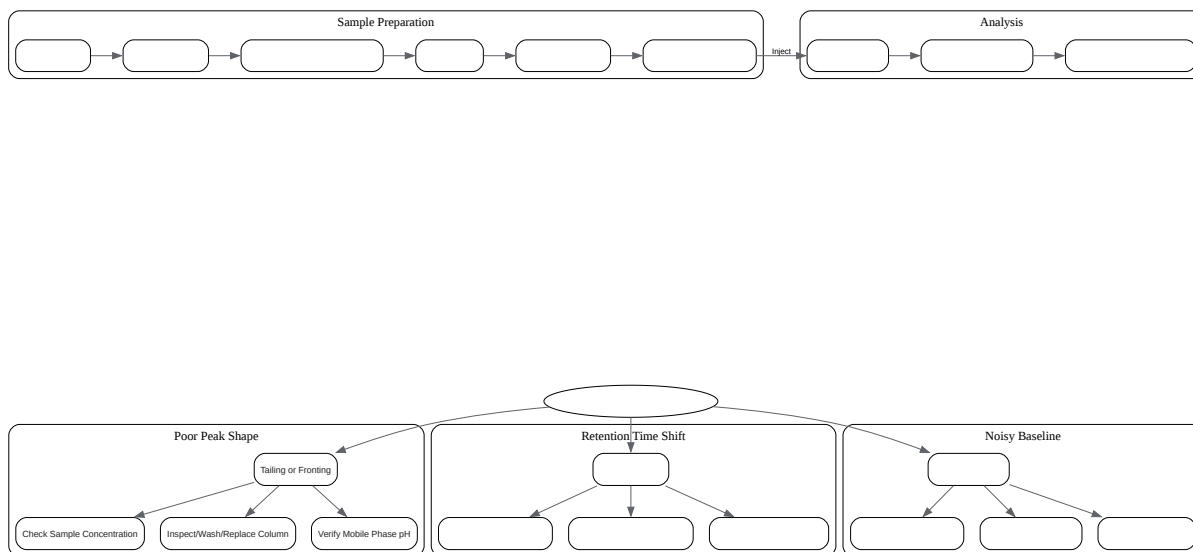 Sample Preparation
Analysis
Inject
Poor Peak Shape
Retention Time Shift
Noisy Baseline
Tailing or Fronting
Check Sample Concentration
Inspect/Wash/Replace Column
Verify Mobile Phase pH